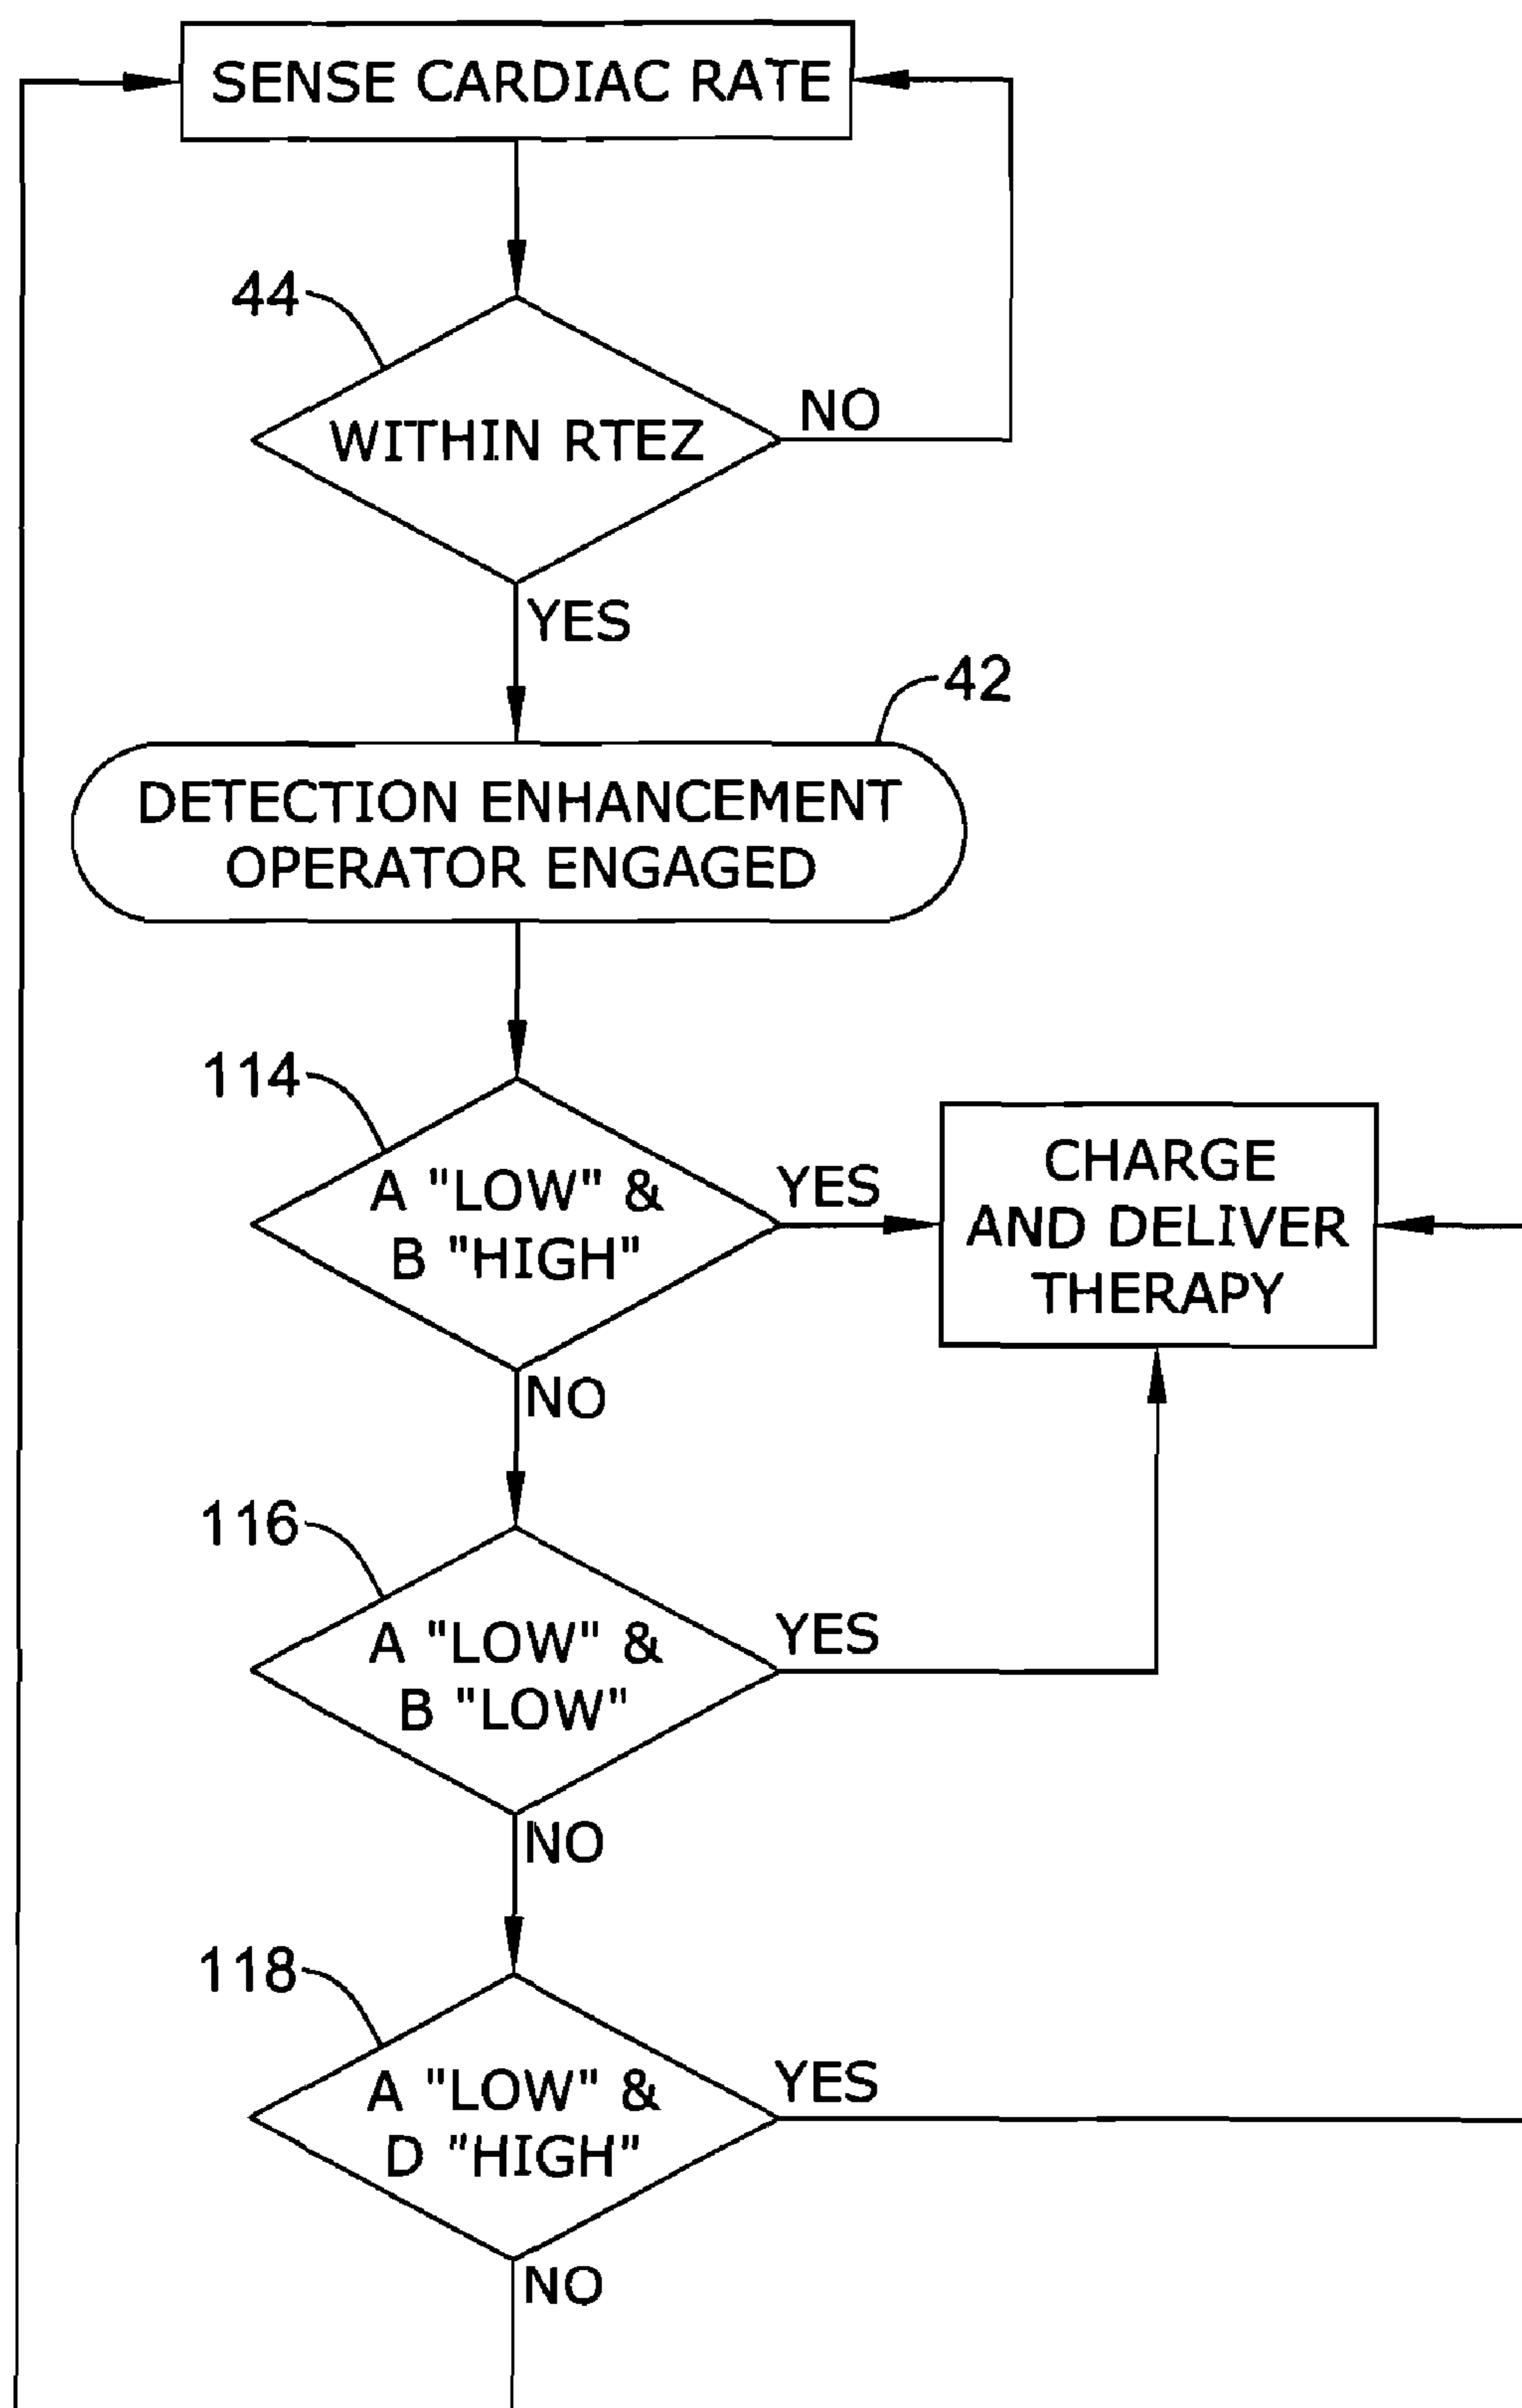 SENSE CARDIAC RATE
44
WITHIN RTEZ
NO
YES
42
DETECTION ENHANCEMENT
OPERATOR ENGAGED
114
A "LOW" &
B "HIGH"
YES
CHARGE
AND DELIVER
THERAPY
NO
116
A "LOW" &
B "LOW"
YES
NO
118
A "LOW" &
D "HIGH"
YES
NO